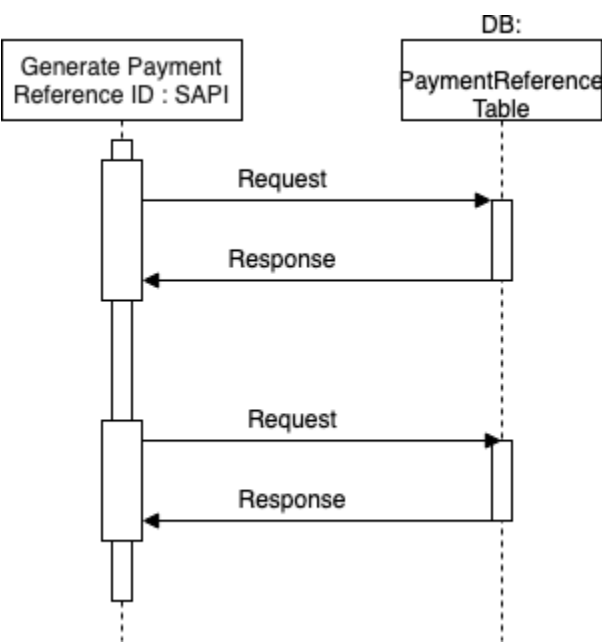 DB:
Generate Payment
Reference ID : SAPI
PaymentReference
Table
Request
Response
Request
Response